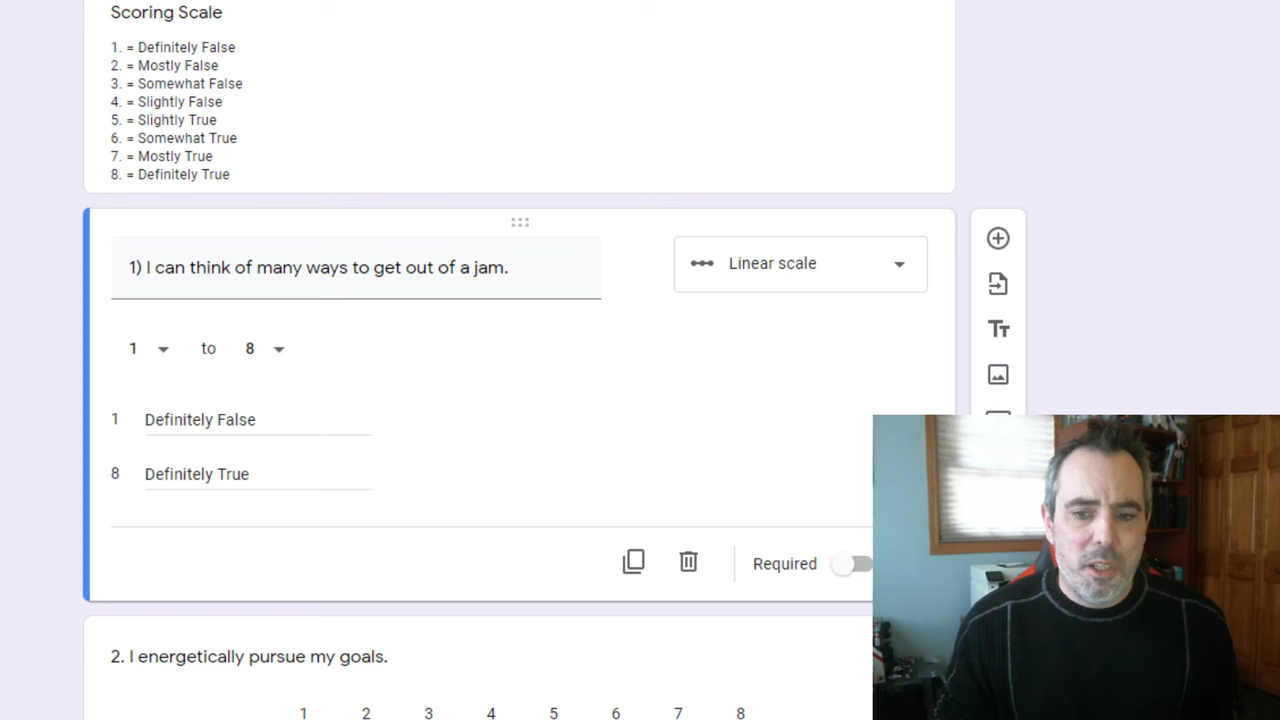 Scoring Scale
1. = Definitely False
2. = Mostly False
3. = Somewhat False
4. = Slightly False
5. = Slightly True
6. = Somewhat True
7. = Mostly True
8. = Definitely True
1) I can think of many ways to get out of a jam.
Linear scale
1 to 8
1 Definitely False
8 Definitely True
Required
2. I energetically pursue my goals.
1 2 3 4 5 6 7 8